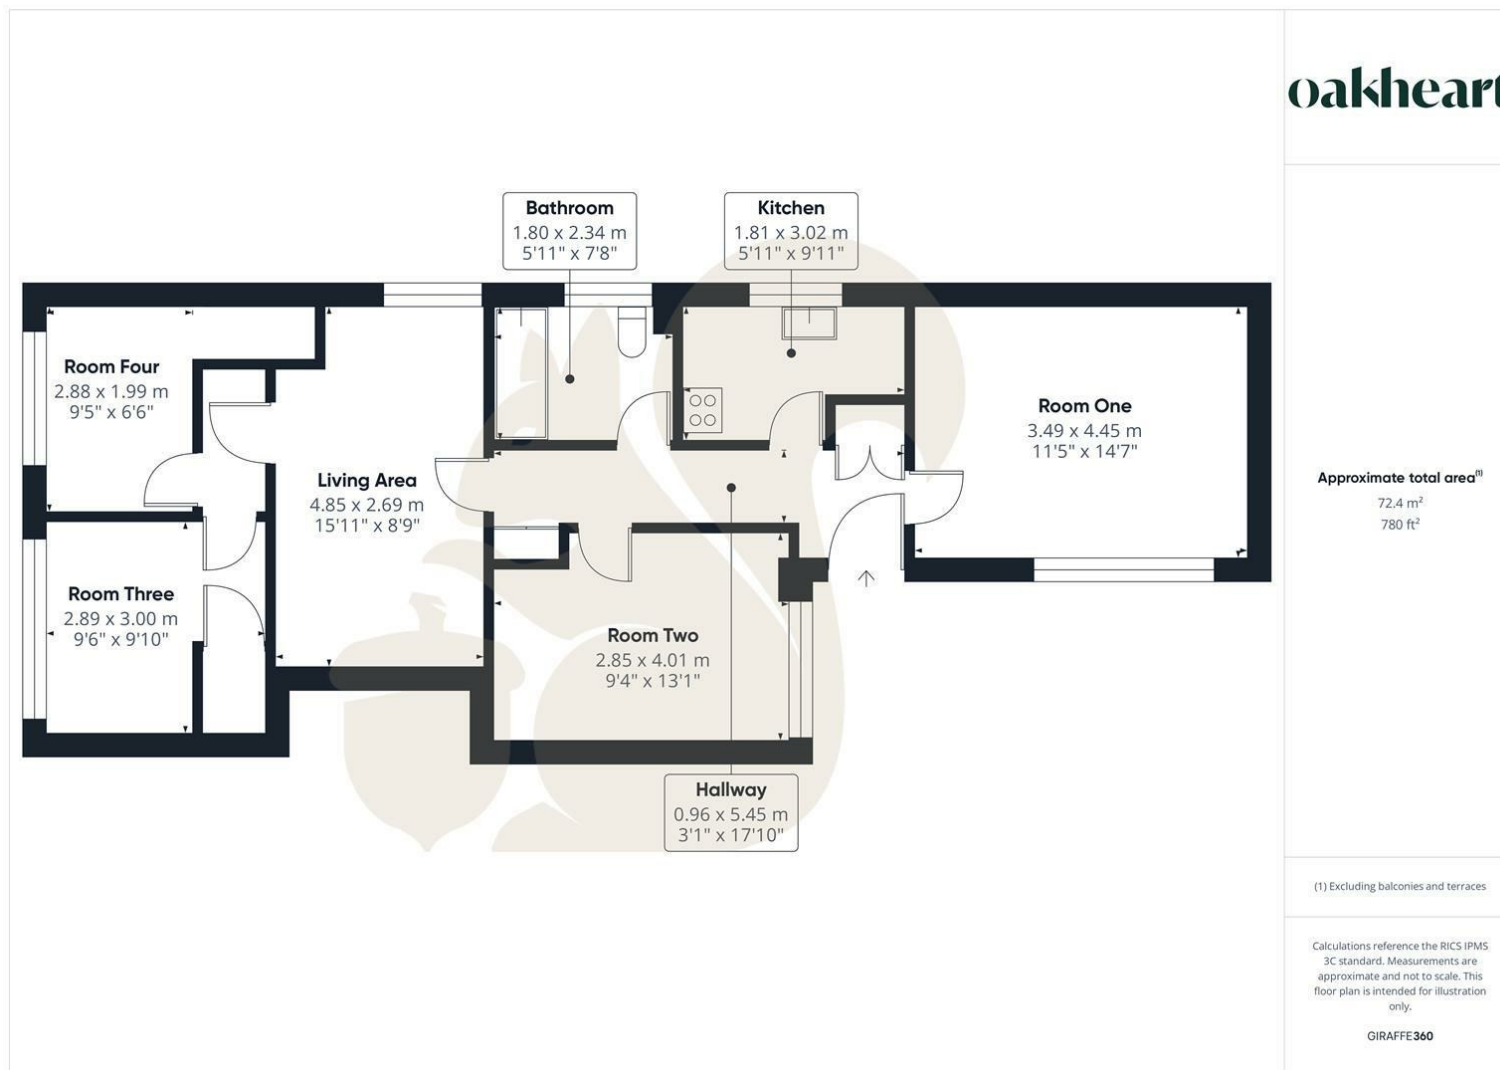 oakheart
Bathroom
1.80 x 2.34 m
5'11" x 7'8"
Kitchen
1.81 x 3.02 m
5'11" x 9'11"
Room Four
2.88 x 1.99 m
9'5" x 6'6"
Living Area
4.85 x 2.69 m
15'11" x 8'9"
Room One
3.49 x 4.45 m
11'5" x 14'7"
Room Three
2.89 x 3.00 m
9'6" x 9'10"
Room Two
2.85 x 4.01 m
9'4" x 13'1"
Hallway
0.96 x 5.45 m
3'1" x 17'10"
Approximate total area(1)
72.4 m²
780 ft²
(1) Excluding balconies and terraces
Calculations reference the RICS IPMS
3C standard. Measurements are
approximate and not to scale. This
floor plan is intended for illustration
only.
GIRAFFE360